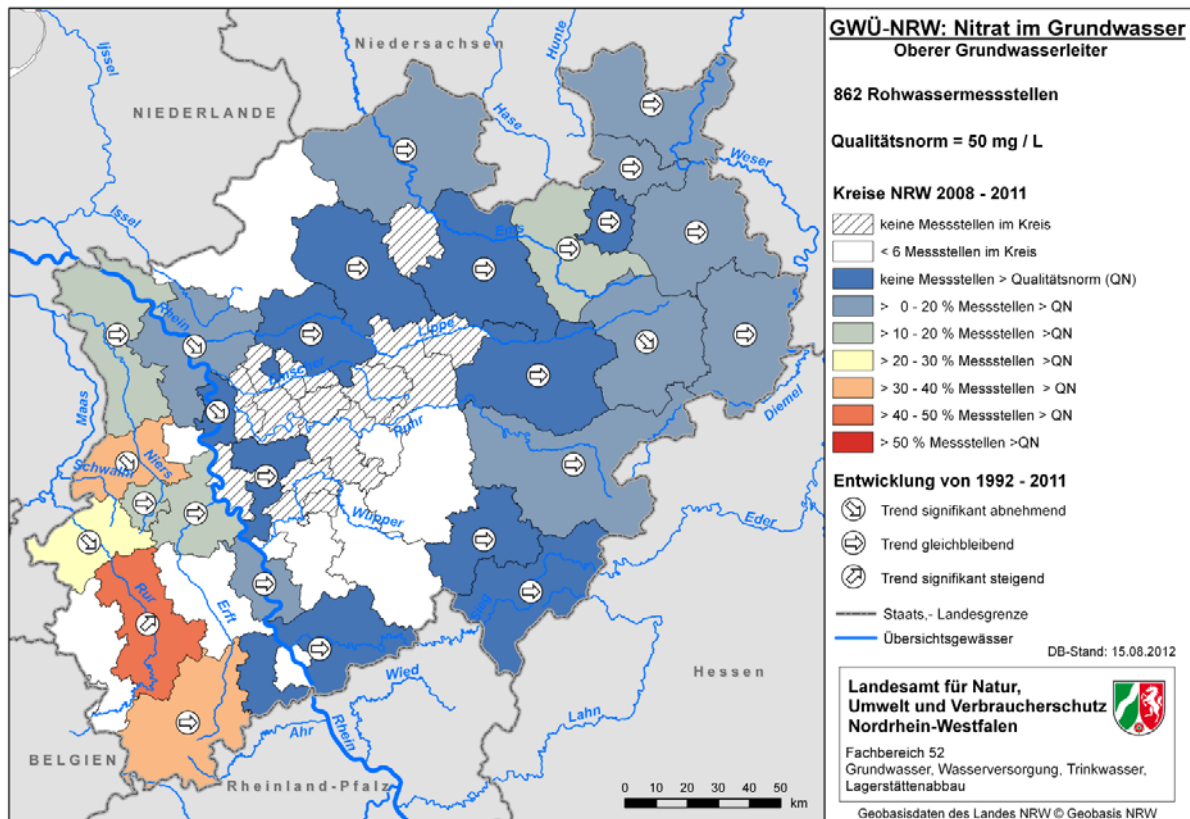 Niedersachsen
NIEDERLANDE
Ijssel
Hunte
Hase
Weser
Issel
Ems
Rhein
Lippe
Emscher
Ruhr
Diemel
Maas
Schwalm
Niers
Wupper
Eder
Rur
Erft
Sieg
Hessen
Wied
Lahn
Ahr
Rhein
BELGIEN
Rheinland-Pfalz
0 10 20 30 40 50
km
GWÜ-NRW: Nitrat im Grundwasser
Oberer Grundwasserleiter
862 Rohwassermessstellen
Qualitätsnorm = 50 mg / L
Kreise NRW 2008 - 2011
keine Messstellen im Kreis
< 6 Messstellen im Kreis
keine Messstellen > Qualitätsnorm (QN)
> 0 - 20 % Messstellen > QN
> 10 - 20 % Messstellen >QN
> 20 - 30 % Messstellen >QN
> 30 - 40 % Messstellen > QN
> 40 - 50 % Messstellen > QN
> 50 % Messstellen >QN
Entwicklung von 1992 - 2011
Trend signifikant abnehmend
Trend gleichbleibend
Trend signifikant steigend
Staats,- Landesgrenze
Übersichtsgewässer
DB-Stand: 15.08.2012
Landesamt für Natur,
Umwelt und Verbraucherschutz
Nordrhein-Westfalen
Fachbereich 52
Grundwasser, Wasserversorgung, Trinkwasser,
Lagerstättenabbau
Geobasisdaten des Landes NRW © Geobasis NRW